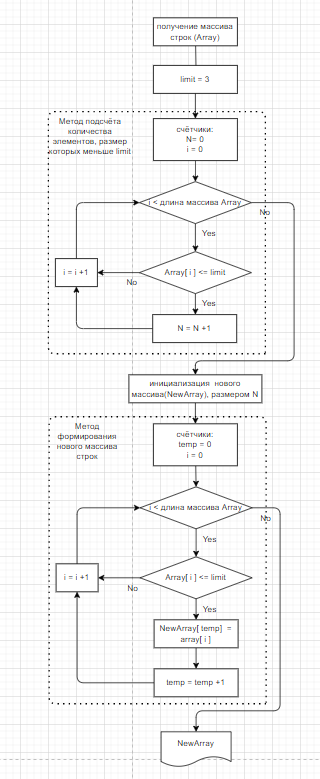 получение массива
строк (Array)
limit = 3
Метод подсчёта
количества
элементов, размер
которых меньше limit
счётчики:
N= 0
i = 0
i < длина массива Array
No
Yes
Array[ i ] <= limit
i = i +1
No
Yes
N = N +1
инициапизация нового
массива(NewArray), размером N
Метод
формирования
нового массива
строк
счётчики:
temp = 0
i = 0
i < длина массива Array
No
Yes
Array[ i ] <= limit
i = i +1
No
Yes
NewArray[ temp] =
array[ i ]
temp = temp +1
NewArray